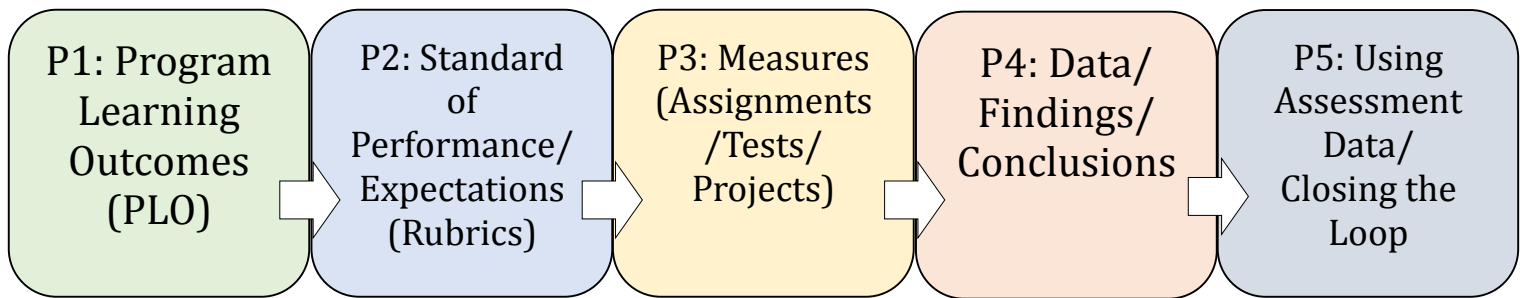 P1: Program
Learning
Outcomes
(PLO)
P2: Standard
of
Performance/
Expectations
(Rubrics)
P3: Measures
(Assignments
/Tests/
Projects)
P4: Data/
Findings/
Conclusions
P5: Using
Assessment
Data/
Closing the
Loop